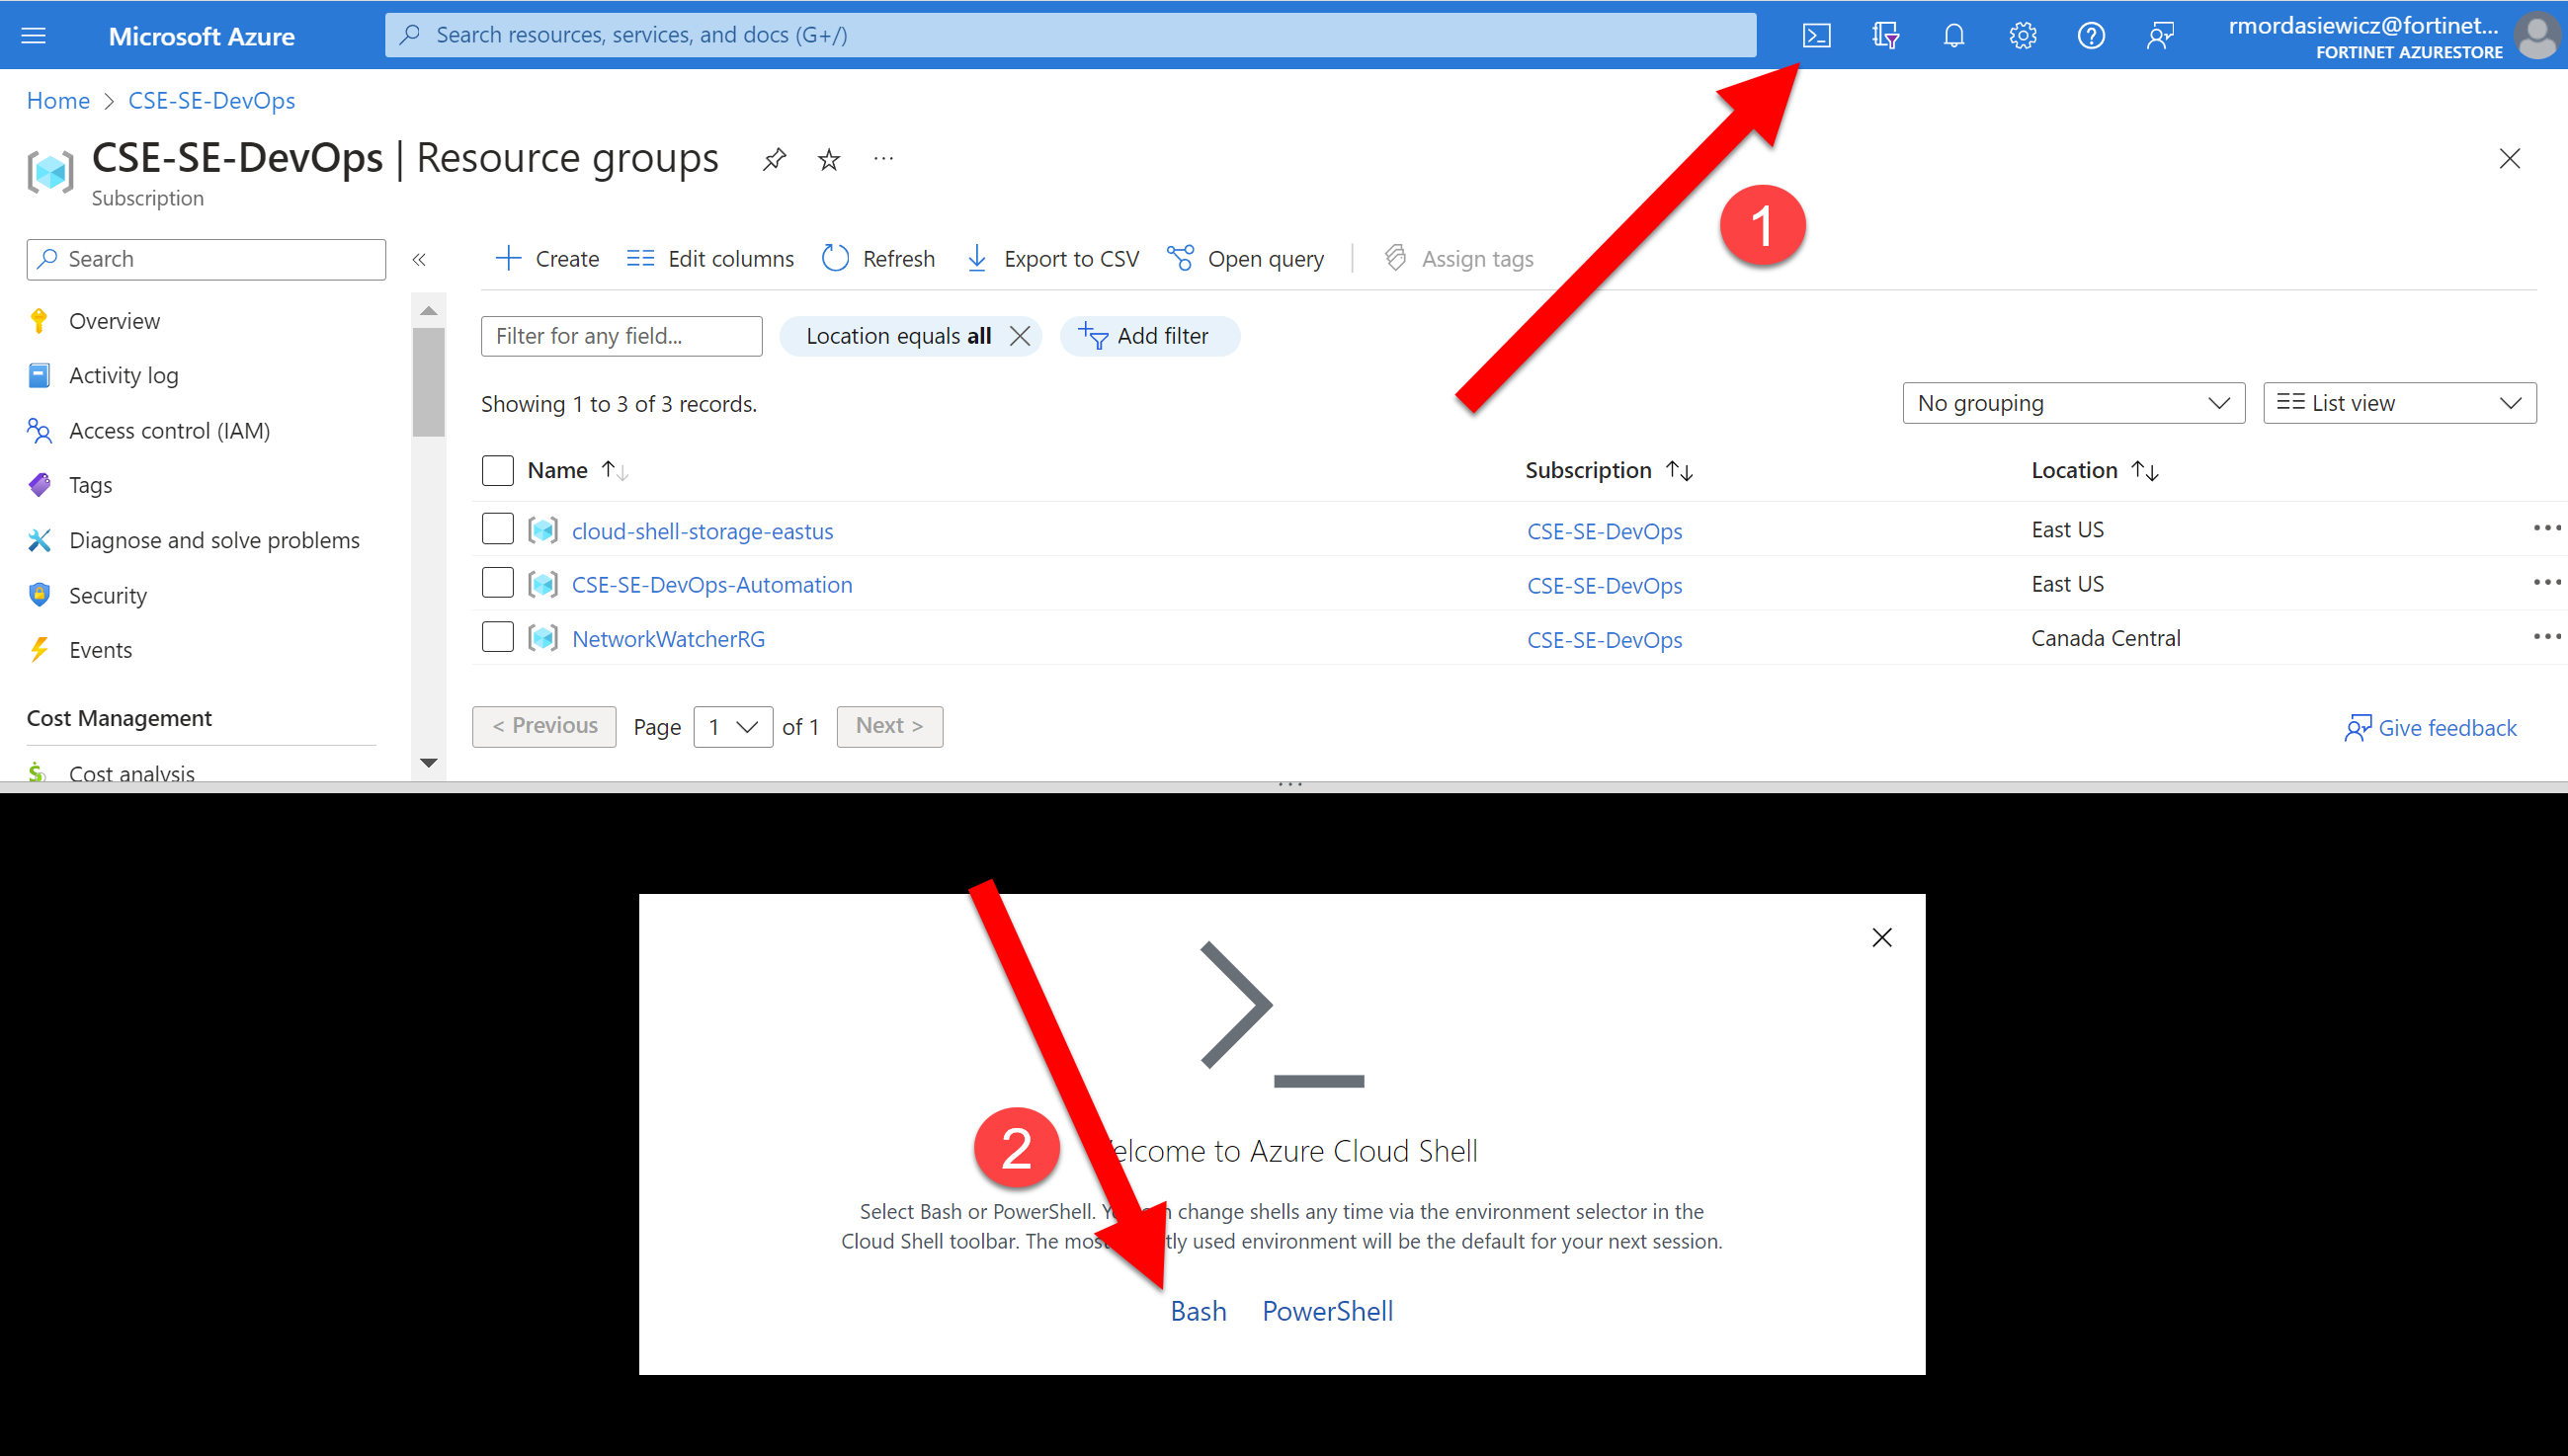 Microsoft Azure
Search resources, services, and docs (G+/)
rmordasiewicz@fortinet...
FORTINET AZURESTORE
Home > CSE-SE-DevOps
CSE-SE-DevOps | Resource groups
Subscription
Search
Create
Edit columns
Refresh
Export to CSV
Open query
Assign tags
1
Overview
Activity log
Access control (IAM)
Tags
Diagnose and solve problems
Security
Events
Cost Management
Cost analysis
Filter for any field...
Location equals all
Add filter
Showing 1 to 3 of 3 records.
No grouping
List view
Name Subscription Location
cloud-shell-storage-eastus CSE-SE-DevOps East US
CSE-SE-DevOps-Automation CSE-SE-DevOps East US
NetworkWatcherRG CSE-SE-DevOps Canada Central
< Previous Page 1 of 1 Next >
Give feedback
2
elcome to Azure Cloud Shell
Select Bash or PowerShell. change shells any time via the environment selector in the
Cloud Shell toolbar. The most used environment will be the default for your next session.
Bash PowerShell